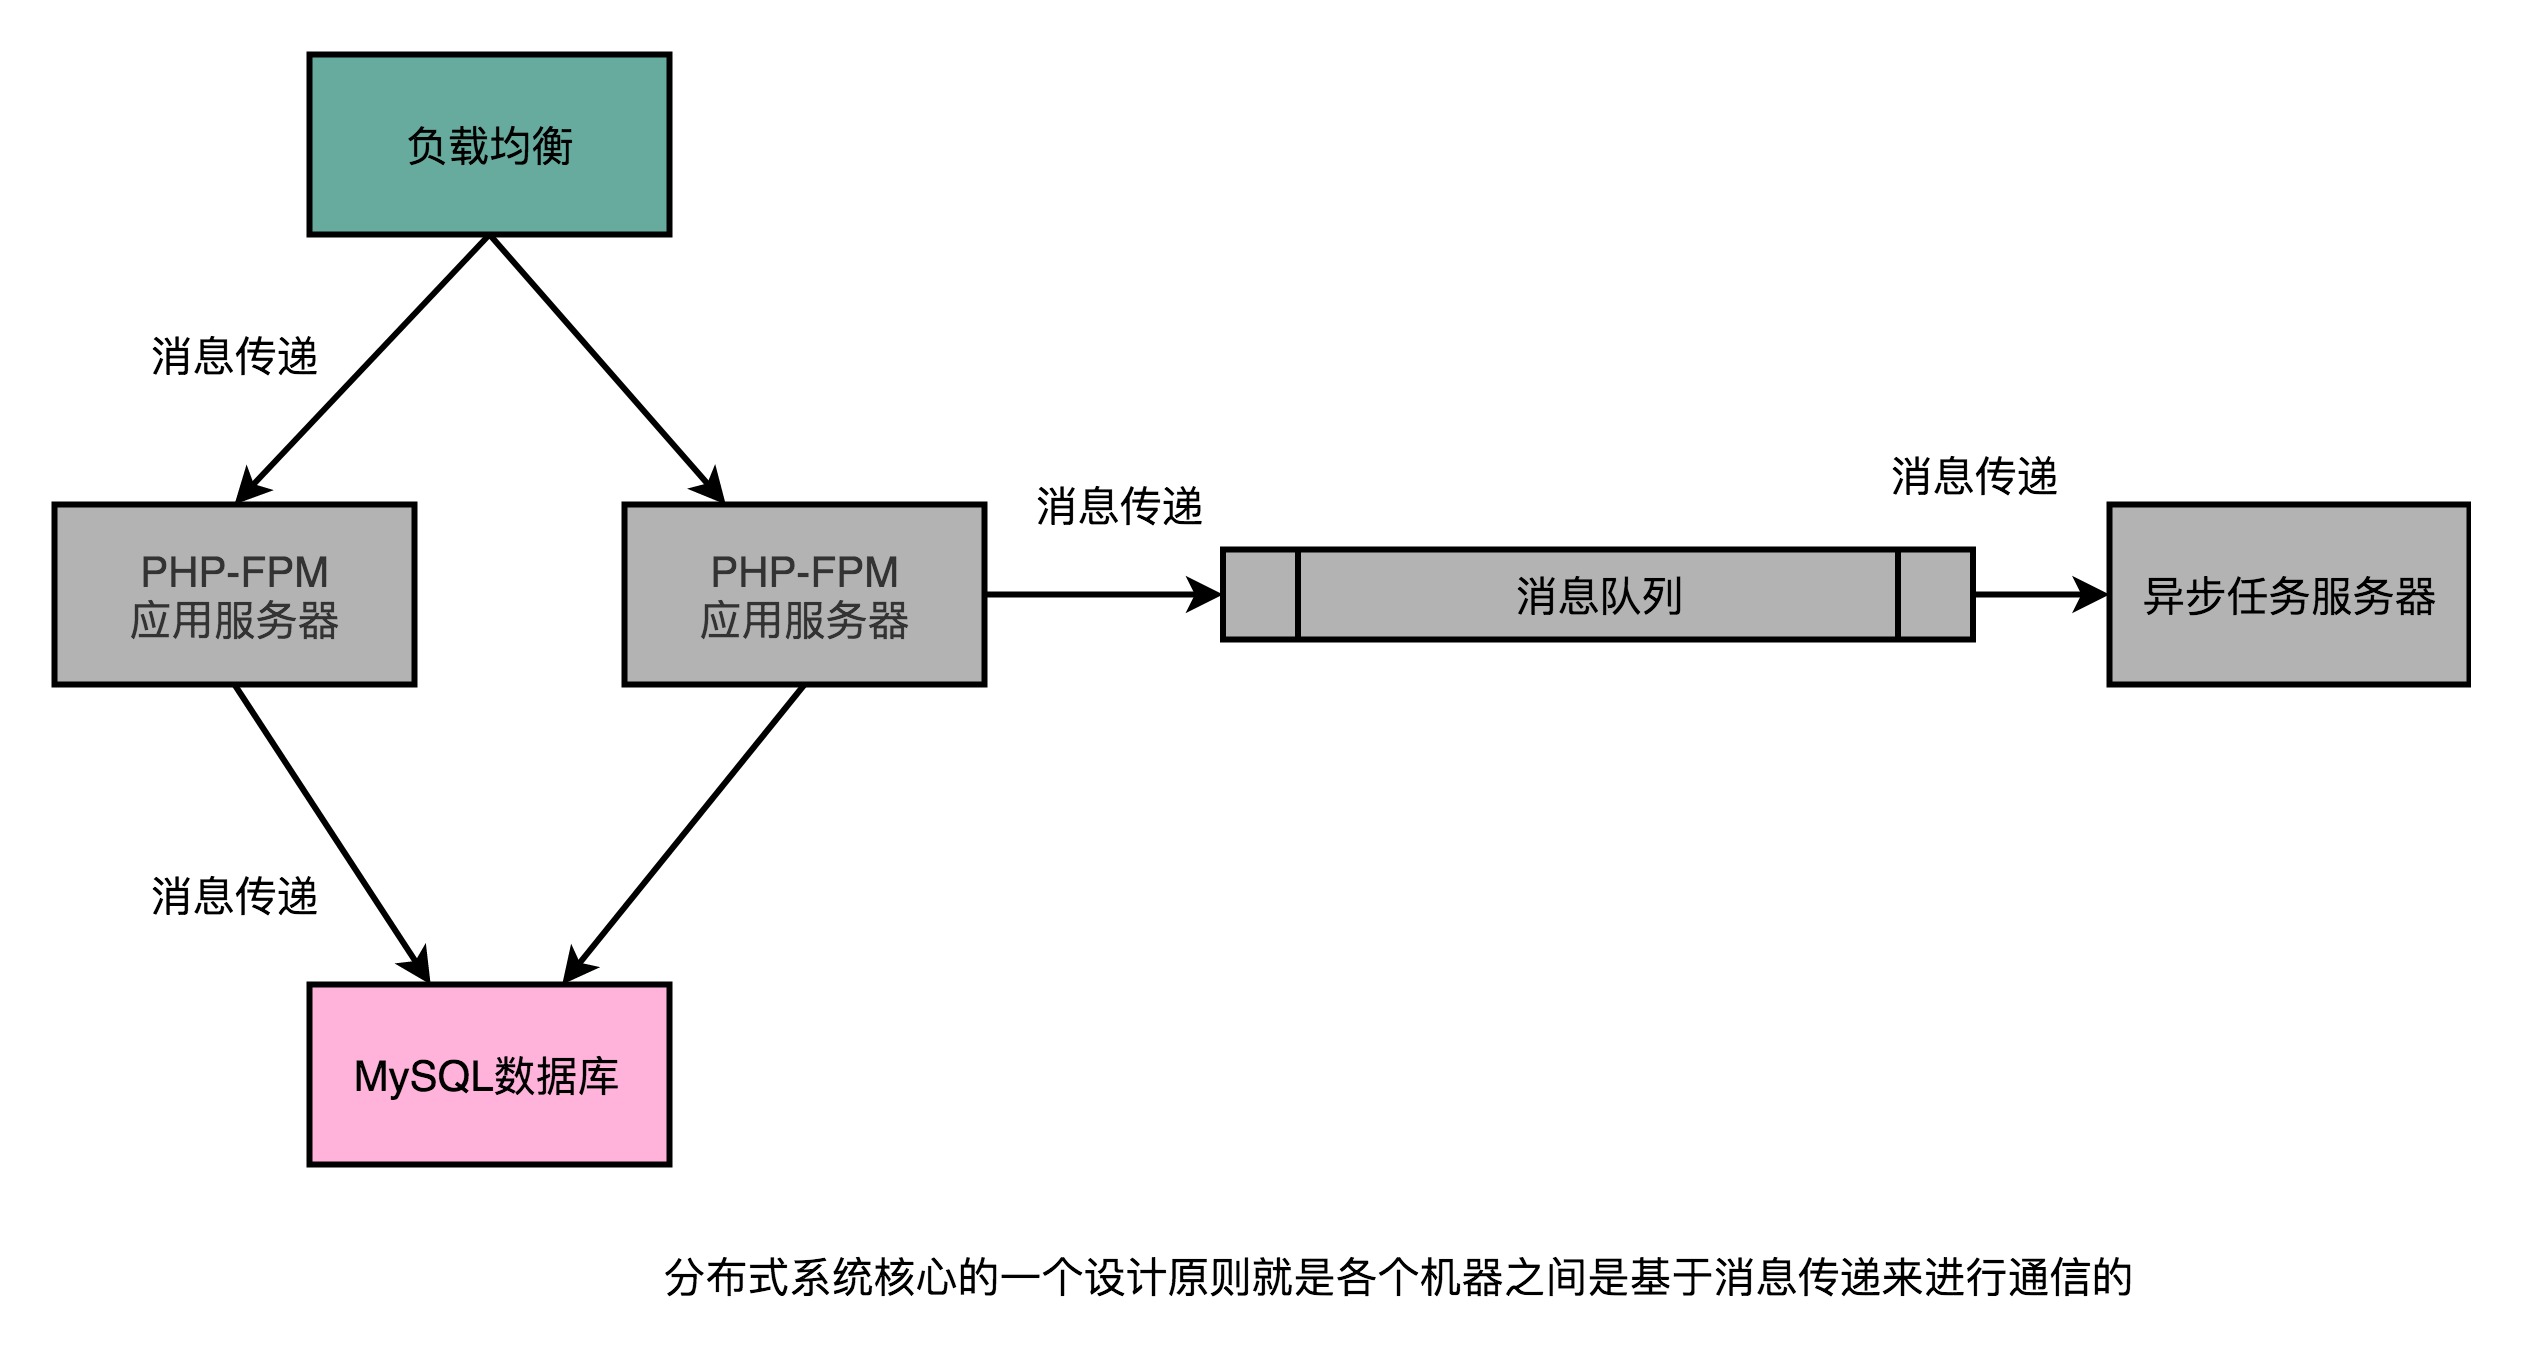 负载均衡
消息传递
消息传递
消息传递
PHP-FPM
应用服务器
PHP-FPM
应用服务器
消息队列
异步任务服务器
消息传递
MySQL数据库
分布式系统核心的一个设计原则就是各个机器之间是基于消息传递来进行通信的